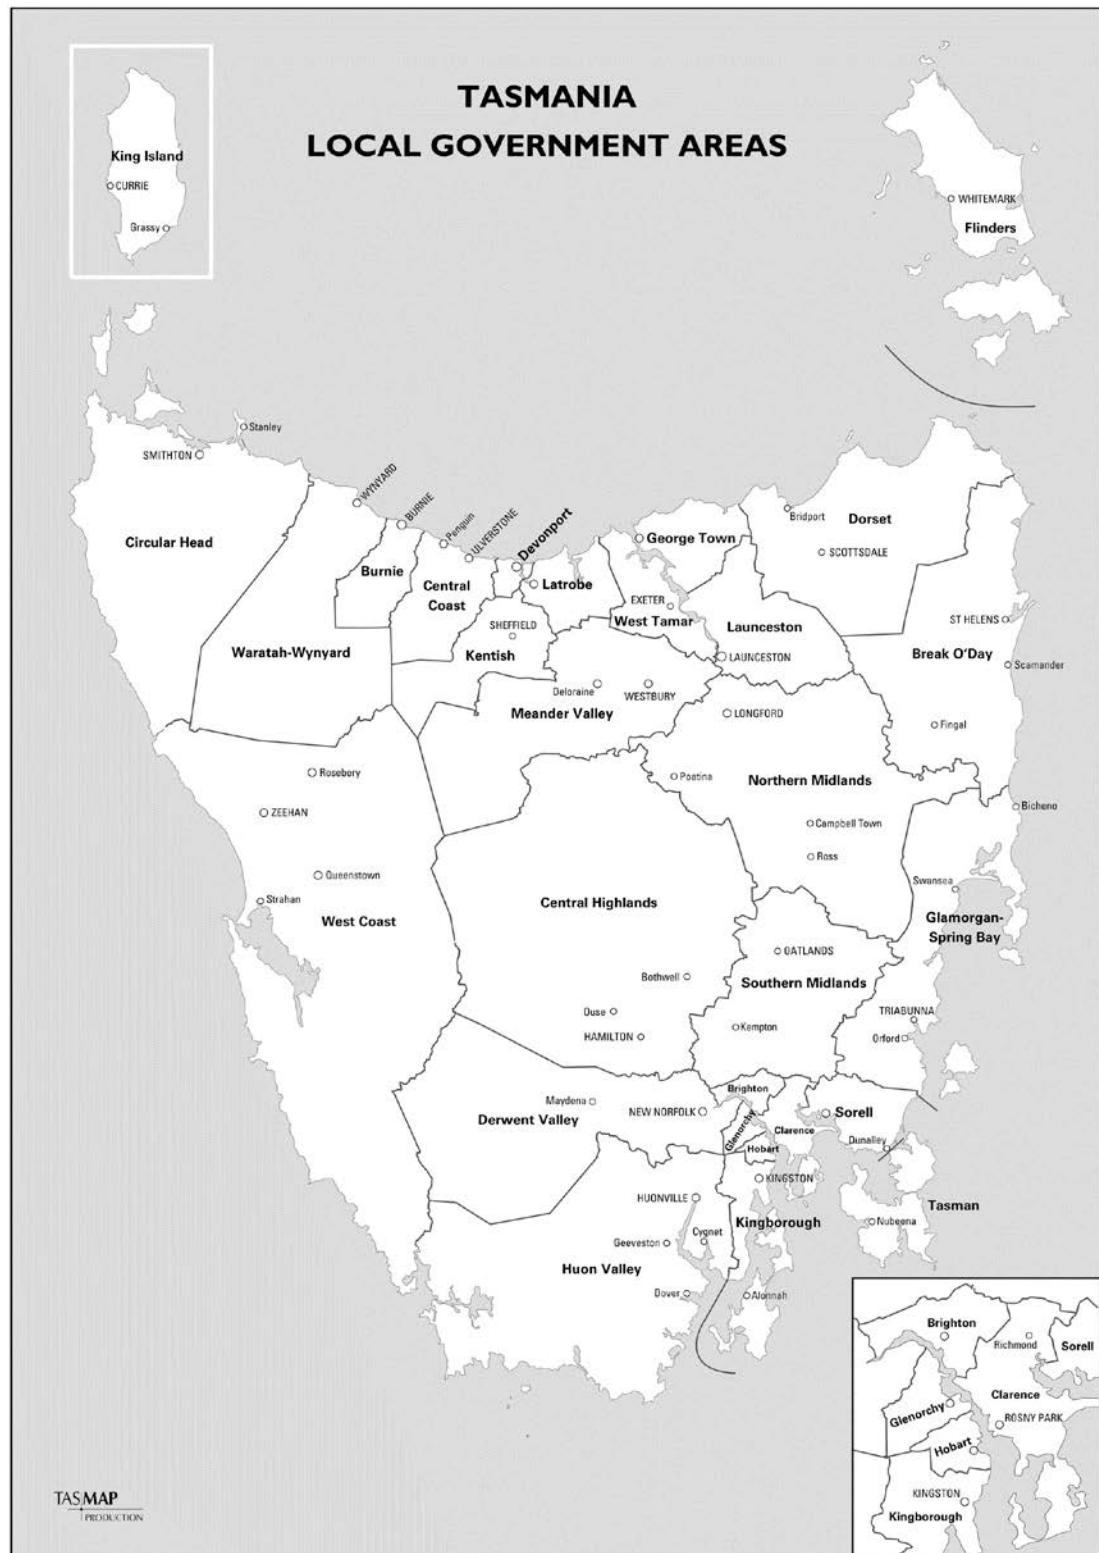 TASMANIA
LOCAL GOVERNMENT AREAS
King Island
CURRIE
Grassy
WHITEMARK
Flinders
Stanley
SMITHTON
WYNYARD
BURNIE
Penguin
ULVERSTONE
Devonport
Bridport
Dorset
George Town
SCOTTSDALE
Circular Head
Burnie
Central
Coast
Latrobe
EXETER
West Tamar
SHEFFIELD
Kentish
Launceston
LAUNCESTON
ST HELENS
Break O'Day
Scamander
Waratah-Wynyard
Deloraine
WESTBURY
Meander Valley
LONGFORD
Fingal
Rosebery
Poatina
Northern Midlands
ZEEHAN
Bicheno
Campbell Town
Ross
Queenstown
Swansea
Strahan
West Coast
Central Highlands
Glamorgan-
Spring Bay
OATLANDS
Bothwell
Southern Midlands
Ouse
TRIABUNNA
Kempton
HAMILTON
Orford
Brighton
Maydena
NEW NORFOLK
Derwent Valley
Glenorchy
Clarence
Sorell
Hobart
Dunalley
KINGSTON
HUONVILLE
Tasman
Kingborough
Nubeena
Cygnet
Geeveston
Huon Valley
Dover
Alonnah
Brighton
Richmond
Sorell
Clarence
Glenorchy
ROSNY PARK
Hobart
KINGSTON
Kingborough
TASMAP
PRODUCTION